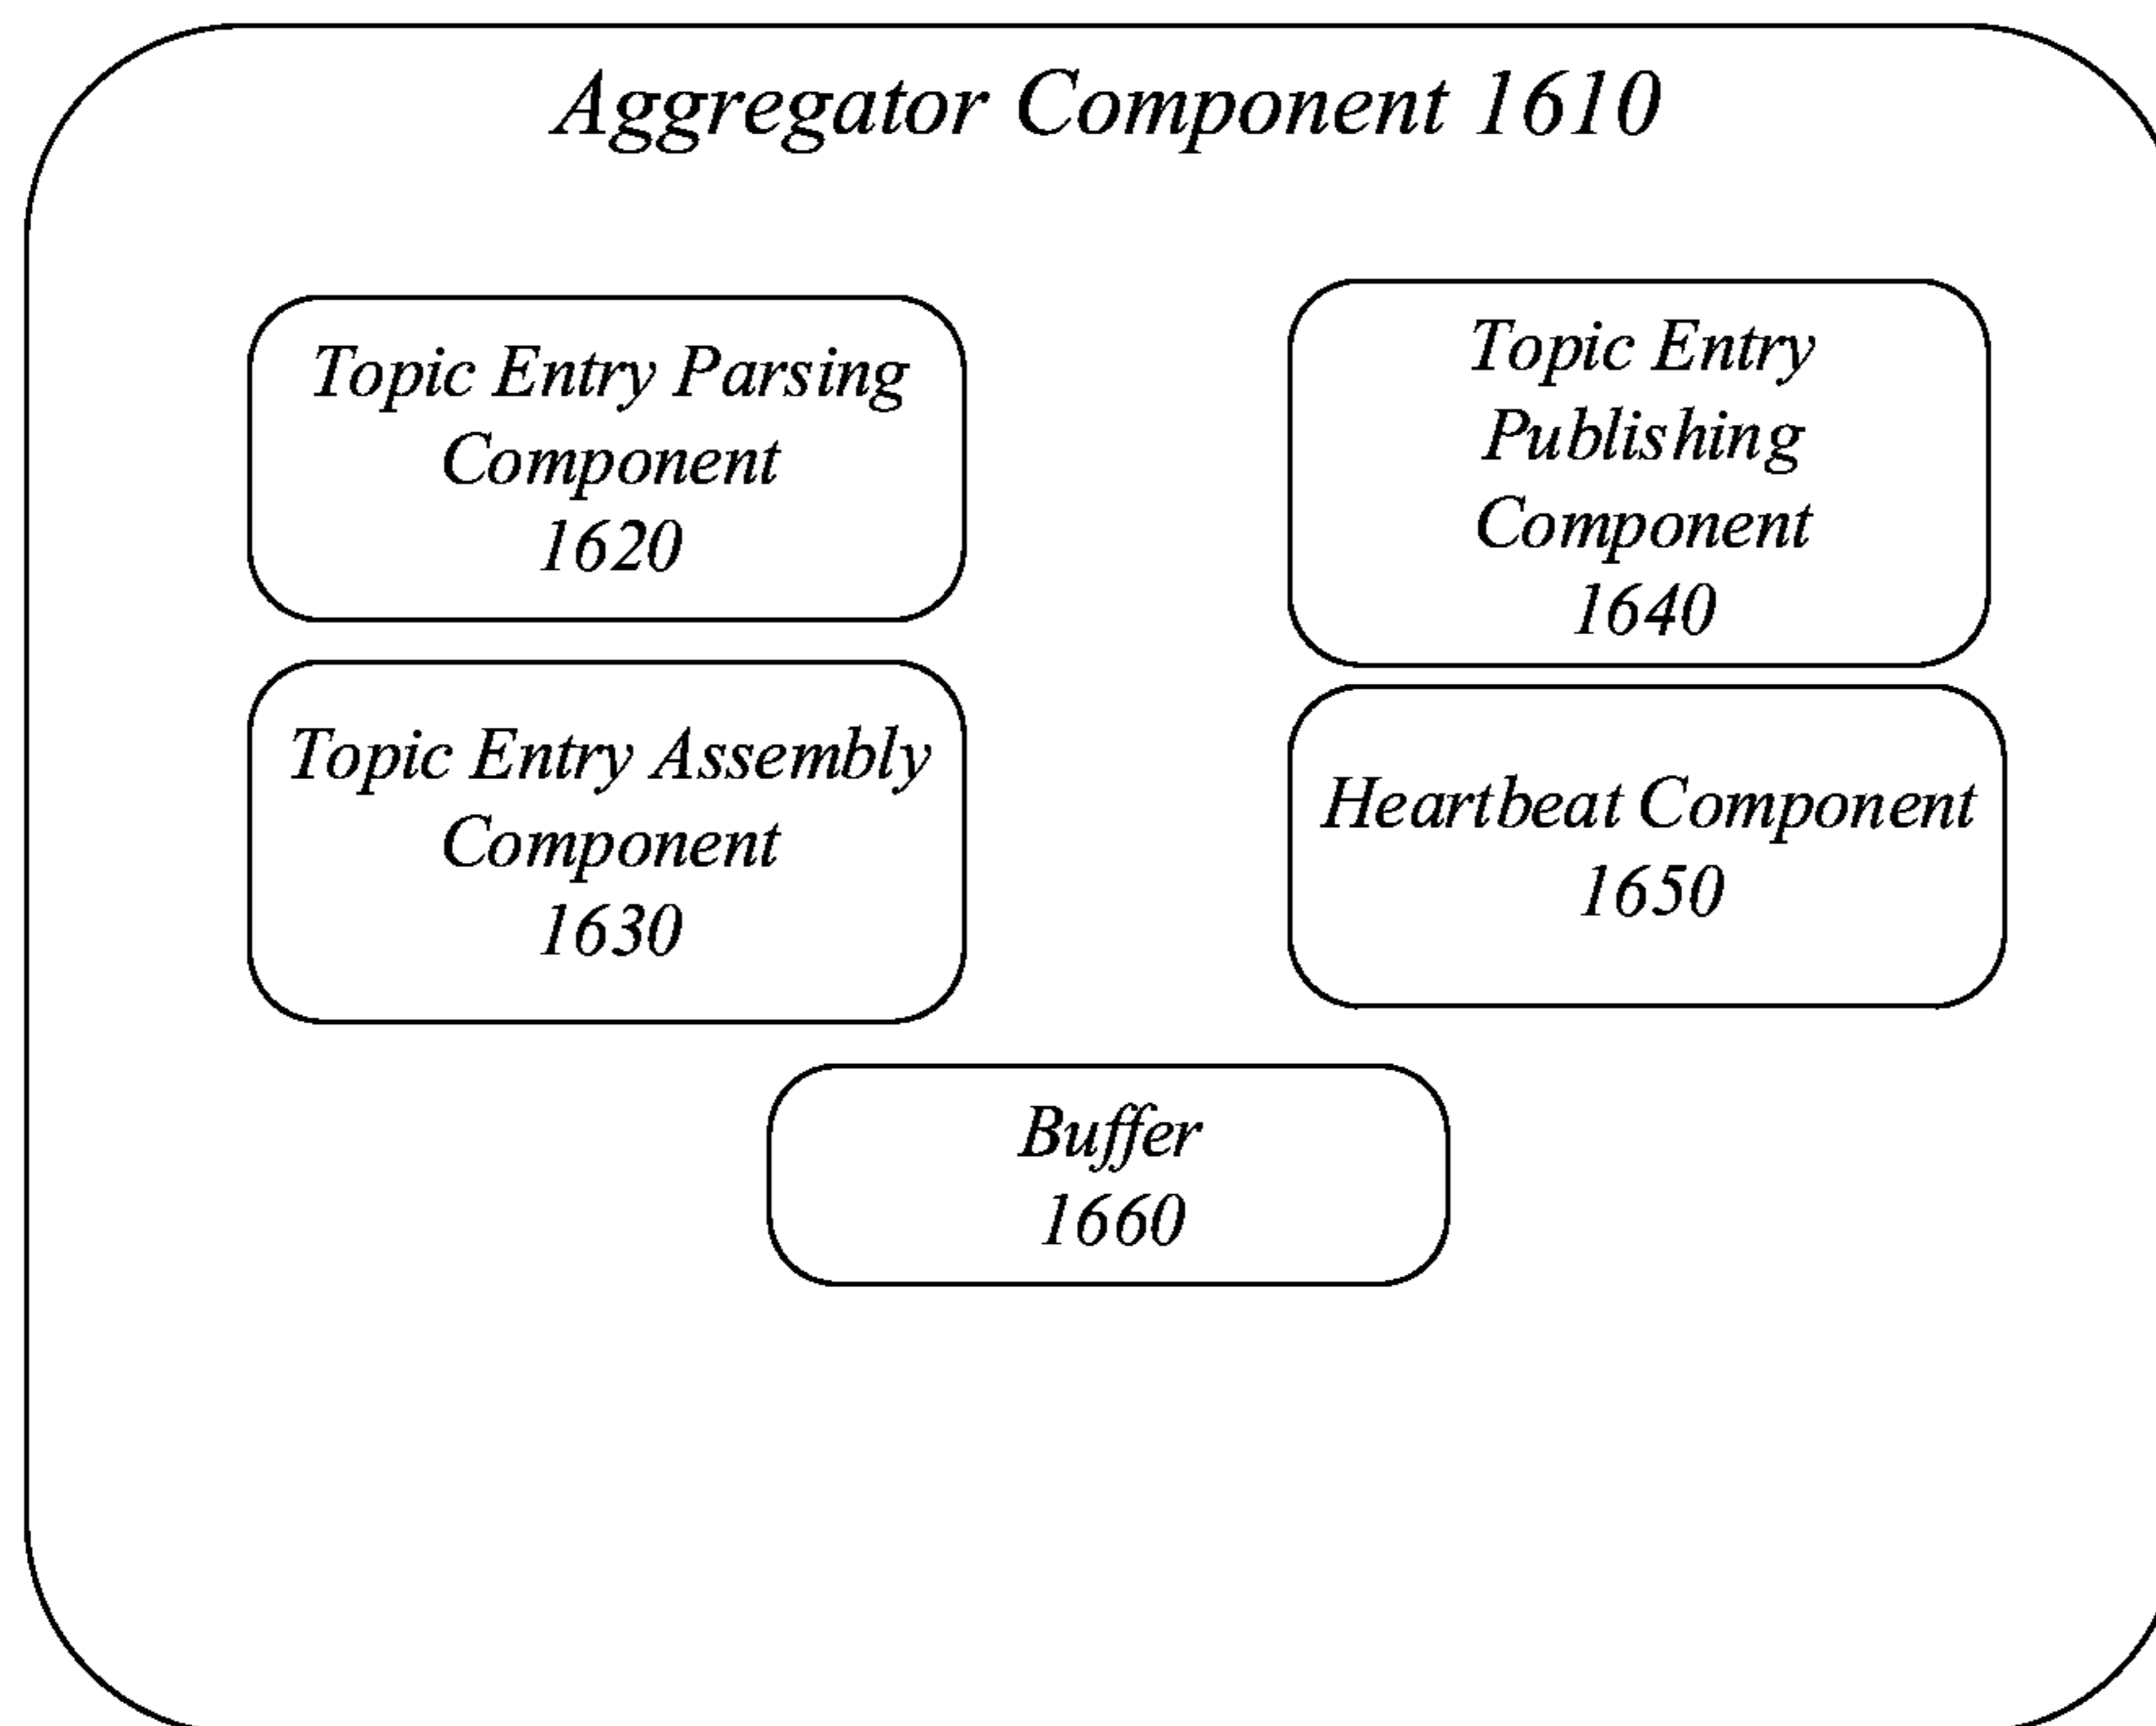 Aggregator Component 1610
Topic Entry Parsing
Component
1620
Topic Entry
Publishing
Component
1640
Topic Entry Assembly
Component
1630
Heartbeat Component
1650
Buffer
1660